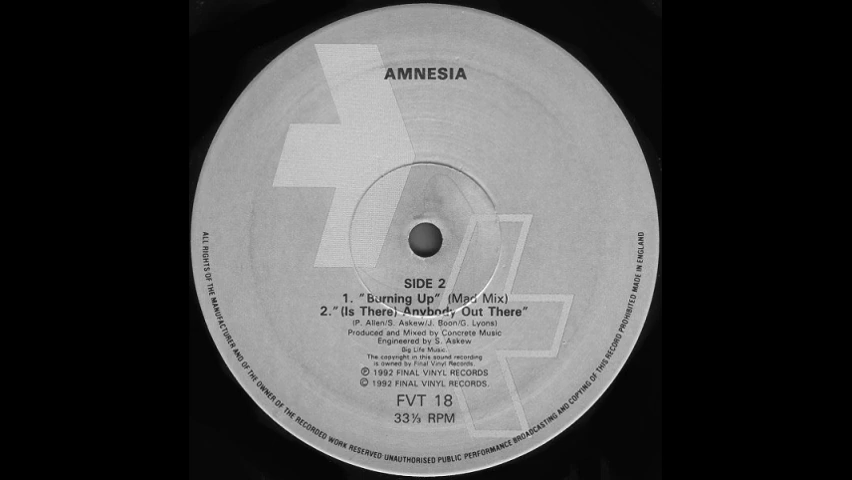 AMNESIA
SIDE 2
1. "Burning Up" (Mad Mix)
2. "(Is There) Anybody Out There"
(P. Allen/S. Askew/J. Boon/G. Lyons)
Produced and Mixed by Concrete Music
Engineered by S. Askew
Big Life Music.
The copyright in this sound recording
is owned by Final Vinyl Records.
Ⓟ 1992 FINAL VINYL RECORDS
© 1992 FINAL VINYL RECORDS.
FVT 18
33⅓ RPM
ALL RIGHTS OF THE MANUFACTURER AND OF THE OWNER OF THE RECORDED WORK RESERVED UNAUTHORISED PUBLIC PERFORMANCE BROADCASTING AND COPYING OF THIS RECORD PROHIBITED MADE IN ENGLAND